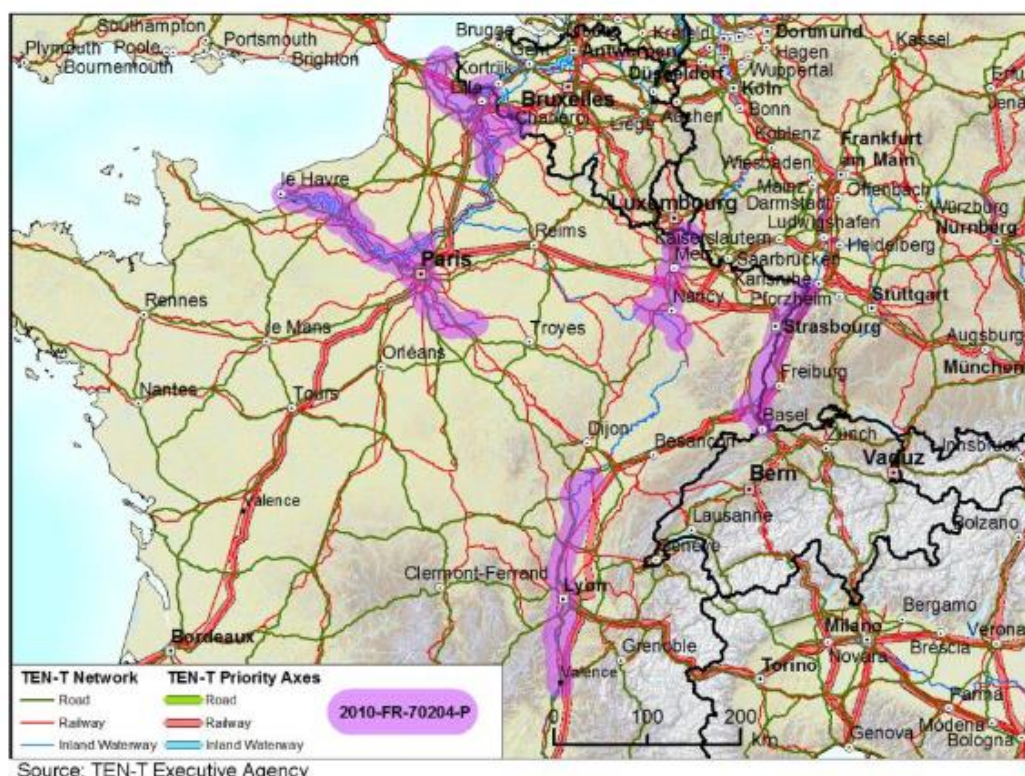 Southampton
Portsmouth
Plymouth
Poole
Bournemouth
Brighton
Brugge
Gent
Antwerpen
Krefeld
Dortmund
Hagen
Kassel
Kortrijk
Düsseldorf
Wuppertal
Lille
Bruxelles
Köln
Charleroi
Liège
Aachen
Bonn
Jena
Koblenz
Frankfurt
am Main
Wiesbaden
Mainz
Offenbach
le Havre
Luxembourg
Darmstadt
Würzburg
Ludwigshafen
Nürnberg
Reims
Kaiserslautern
Heidelberg
Paris
Metz
Saarbrücken
Karlsruhe
Rennes
Nancy
Pforzheim
Stuttgart
le Mans
Troyes
Strasbourg
Augsburg
Orléans
München
Nantes
Tours
Freiburg
Basel
Dijon
Besançon
Zürich
Innsbruck
Bern
Vaduz
Valence
Lausanne
Bolzano
Genève
Clermont-Ferrand
Lyon
Bergamo
Bordeaux
Grenoble
Milano
Verona
Novara
Brescia
Valence
Torino
Parma
Modena
Genova
Bologna
TEN-T Network
TEN-T Priority Axes
Road
Road
Railway
Railway
Inland Waterway
Inland Waterway
2010-FR-70204-P
0 100 200
Km
Source: TEN-T Executive Agency